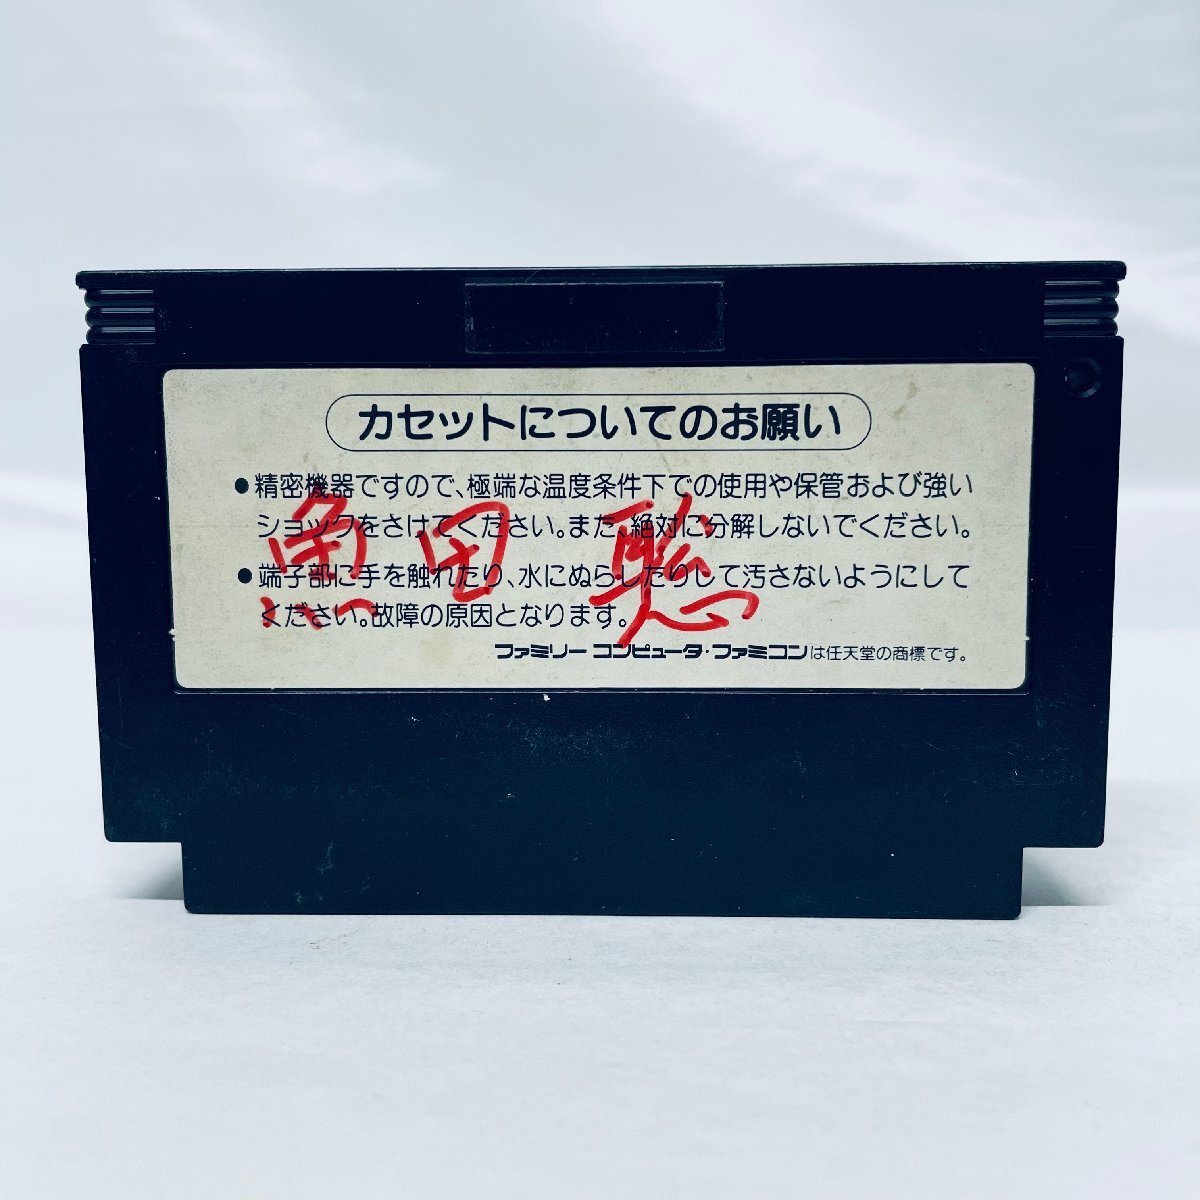 カセットについてのお願い
●精密機器ですので、極端な温度条件下での使用や保管および強い
ショックをさけてください。また、絶対に分解しないでください。
●端子部に手を触れたり、水にぬらしたりして汚さないようにして
ください。故障の原因となります。
ファミリーコンピュータ・ファミコンは任天堂の商標です。
魚田 聡